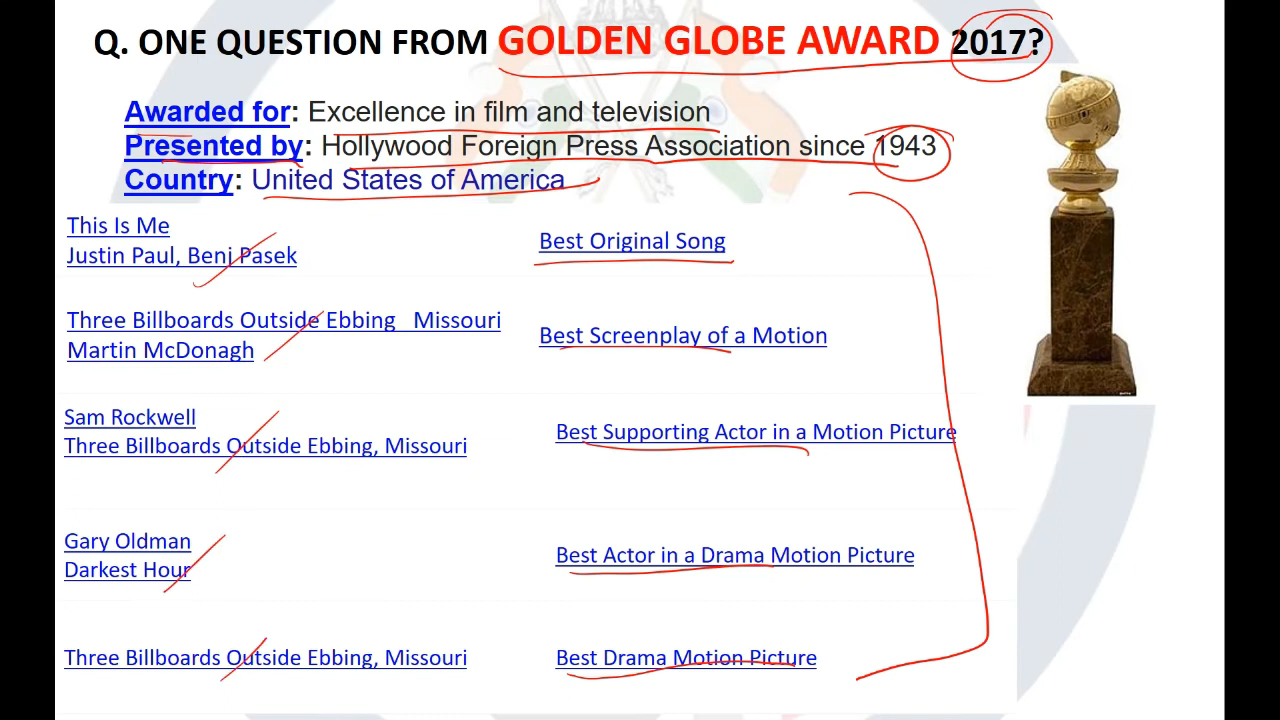 Q. ONE QUESTION FROM GOLDEN GLOBE AWARD 2017?
Awarded for: Excellence in film and television
Presented by: Hollywood Foreign Press Association since 1943
Country: United States of America
This Is Me
Justin Paul, Benj Pasek
Best Original Song
Three Billboards Outside Ebbing Missouri
Martin McDonagh
Best Screenplay of a Motion
Sam Rockwell
Three Billboards Outside Ebbing, Missouri
Best Supporting Actor in a Motion Picture
Gary Oldman
Darkest Hour
Best Actor in a Drama Motion Picture
Three Billboards Outside Ebbing, Missouri
Best Drama Motion Picture